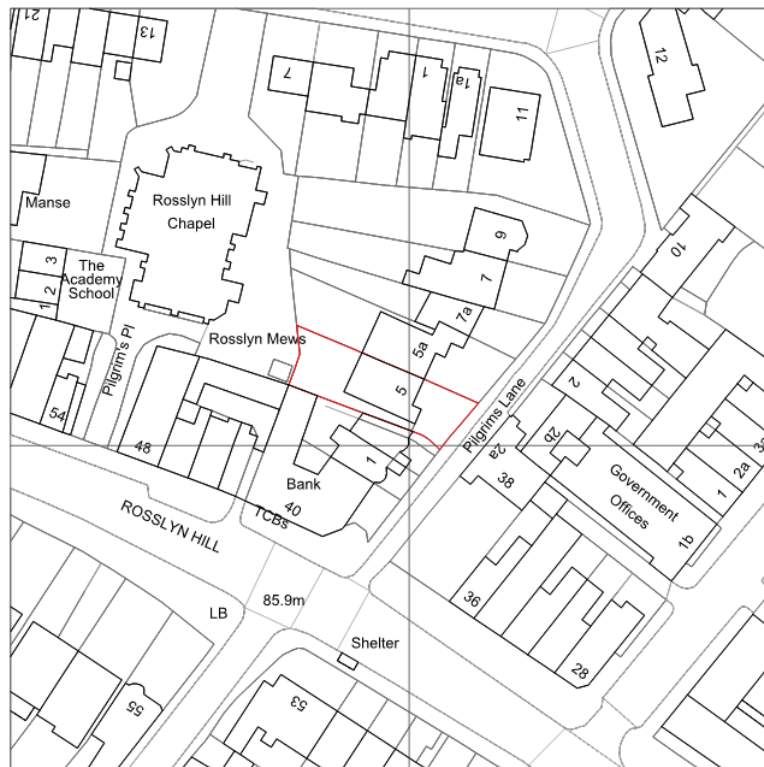 21
13
7
1
1a
11
12
Manse
Rosslyn Hill
Chapel
9
10
3
The
Academy
School
2
1
7
7a
5a
Rosslyn Mews
Pilgrim's Pl
5
2
Pilgrims Lane
54
48
2b
2a
1
Bank
38
Government
Offices
2a
1
40
TCBs
ROSSLYN HILL
1b
36
85.9m
LB
Shelter
28
55
53